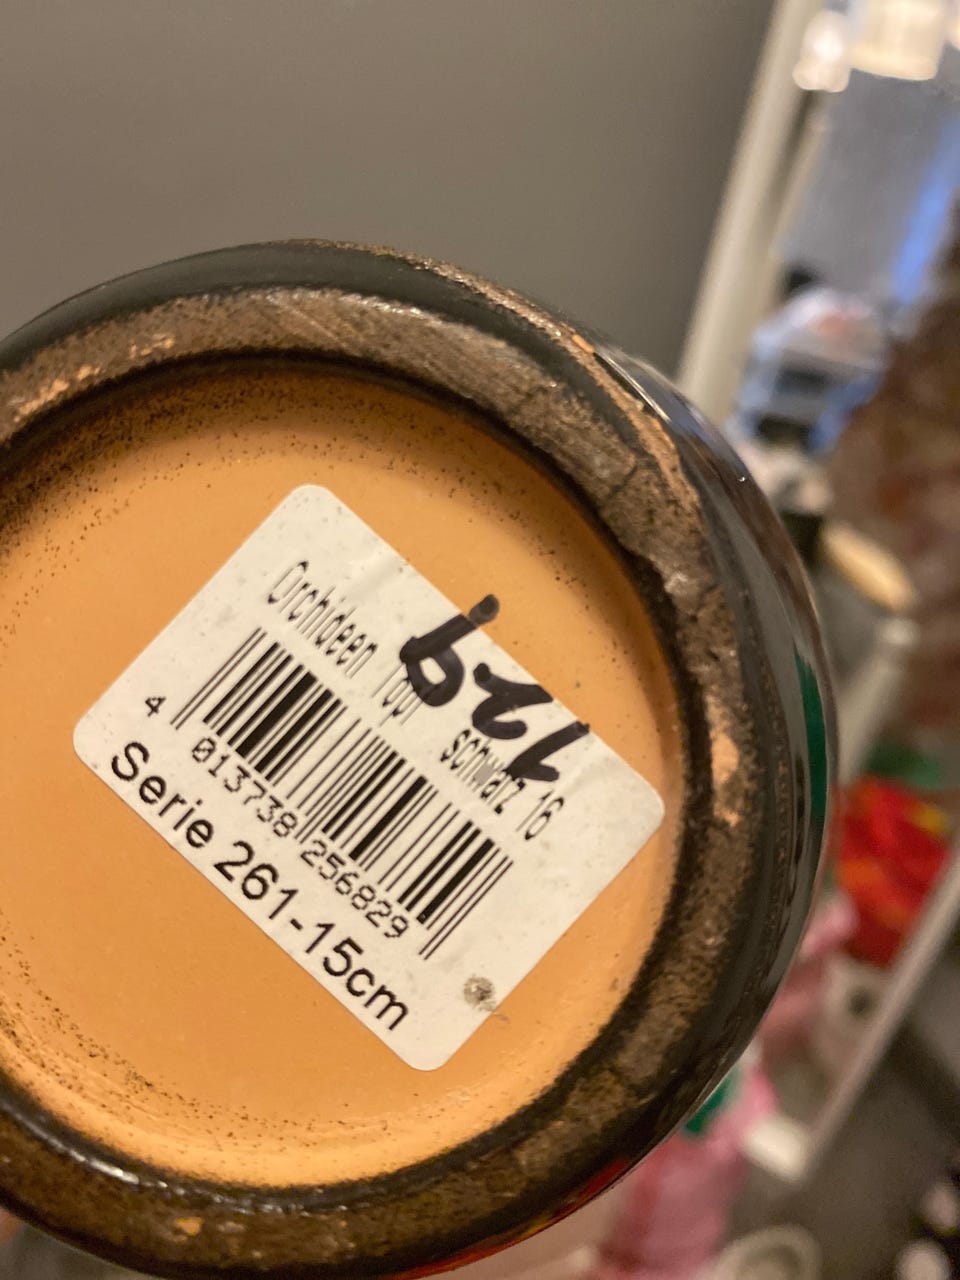 Orchideen Topf schwarz 16
4 013738 256829
Serie 261-15cm